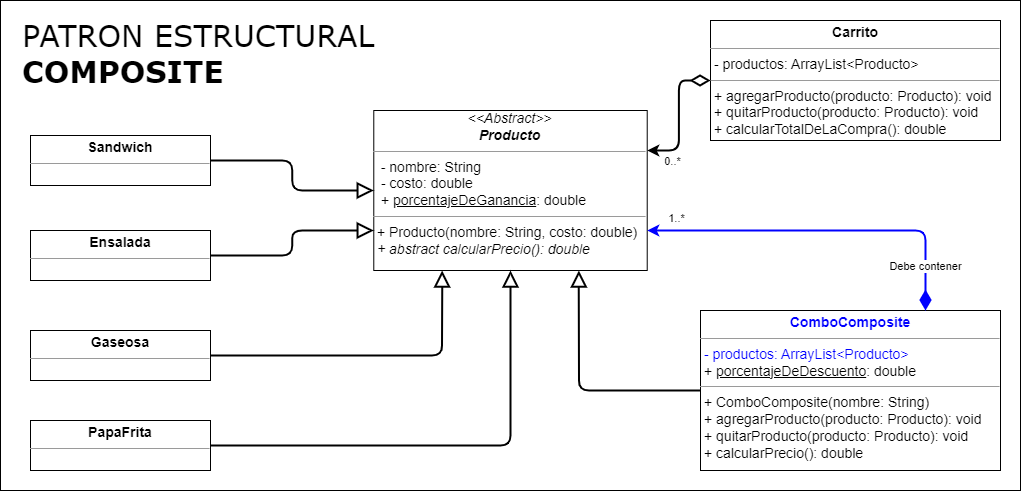 PATRON ESTRUCTURAL
COMPOSITE
Carrito
- productos: ArrayList<Producto>
+ agregarProducto(producto: Producto): void
+ quitarProducto(producto: Producto): void
+ calcularTotalDeLaCompra(): double
<<Abstract>>
Producto
- nombre: String
- costo: double
+ porcentajeDeGanancia: double
+ Producto(nombre: String, costo: double)
+ abstract calcularPrecio(): double
0..*
1..*
Debe contener
Sandwich
Ensalada
Gaseosa
PapaFrita
ComboComposite
- productos: ArrayList<Producto>
+ porcentajeDeDescuento: double
+ ComboComposite(nombre: String)
+ agregarProducto(producto: Producto): void
+ quitarProducto(producto: Producto): void
+ calcularPrecio(): double